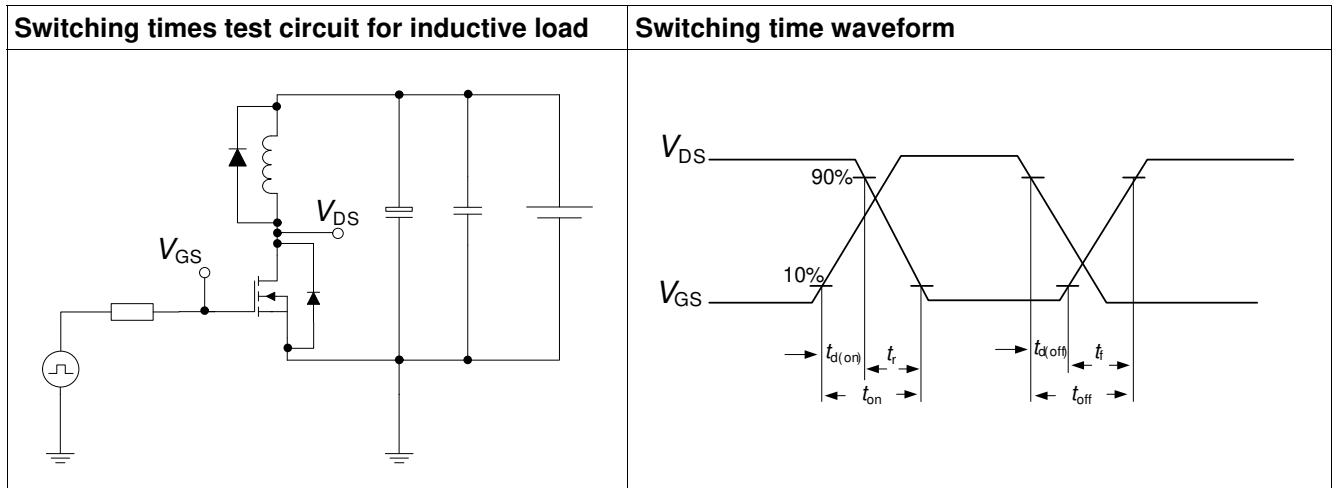 Switching times test circuit for inductive load
Switching time waveform
VDS
VGS
VDS
90%
10%
VGS
td(on)
tr
ton
td(off)
tf
toff